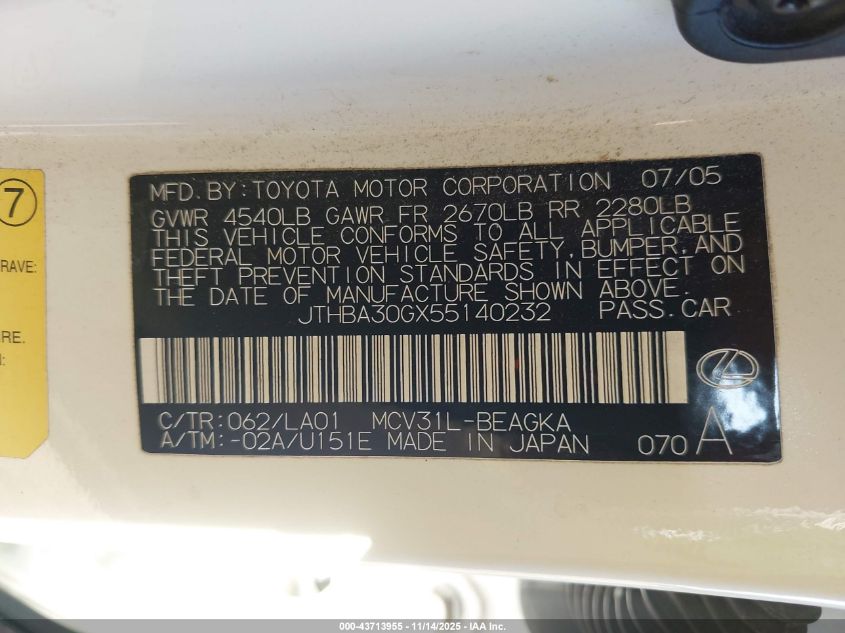 7
RAVE:
RE.
MFD. BY: TOYOTA MOTOR CORPORATION 07/05
GVWR 4540LB GAWR FR 2670LB RR 2280LB
THIS VEHICLE CONFORMS TO ALL APPLICABLE
FEDERAL MOTOR VEHICLE SAFETY, BUMPER, AND
THEFT PREVENTION STANDARDS IN EFFECT ON
THE DATE OF MANUFACTURE SHOWN ABOVE.
JTHBA30GX55140232 PASS. CAR
C/TR: 062/LA01 MCV31L-BEAGKA
A/TM: -02A/U151E MADE IN JAPAN 070 A
000-43713955 - 11/14/2025 - IAA Inc.